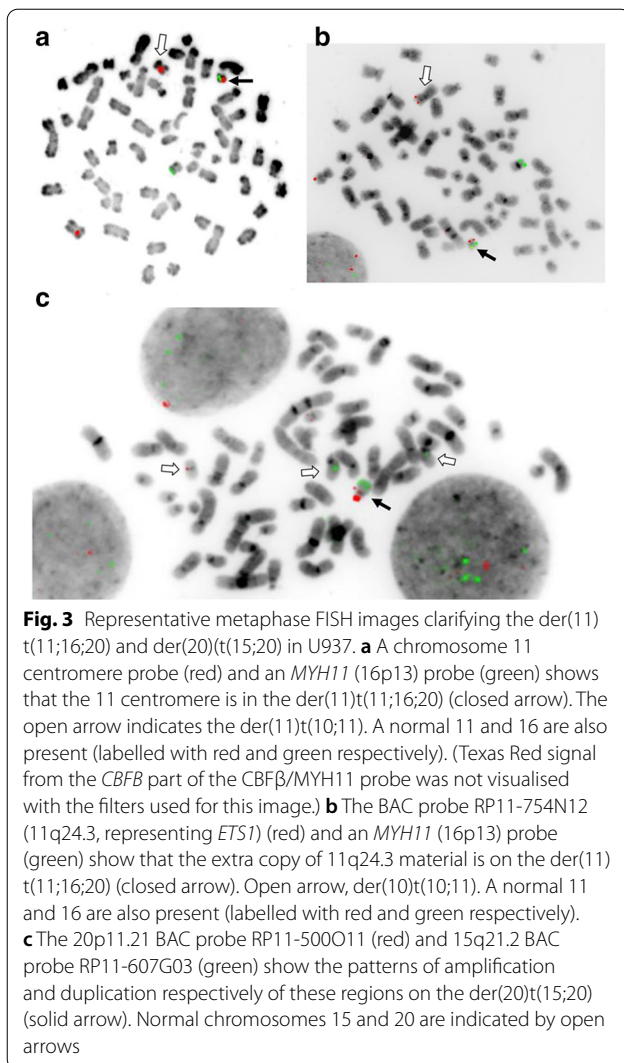 a
b
c
Fig. 3 Representative metaphase FISH images clarifying the der(11)
t(11;16;20) and der(20)(t(15;20) in U937. a A chromosome 11
centromere probe (red) and an MYH11 (16p13) probe (green) shows
that the 11 centromere is in the der(11)t(11;16;20) (closed arrow). The
open arrow indicates the der(11)t(10;11). A normal 11 and 16 are also
present (labelled with red and green respectively). (Texas Red signal
from the CBFB part of the CBFβ/MYH11 probe was not visualised
with the filters used for this image.) b The BAC probe RP11-754N12
(11q24.3, representing ETS1) (red) and an MYH11 (16p13) probe
(green) show that the extra copy of 11q24.3 material is on the der(11)
t(11;16;20) (closed arrow). Open arrow, der(10)t(10;11). A normal 11
and 16 are also present (labelled with red and green respectively).
c The 20p11.21 BAC probe RP11-500O11 (red) and 15q21.2 BAC
probe RP11-607G03 (green) show the patterns of amplification
and duplication respectively of these regions on the der(20)t(15;20)
(solid arrow). Normal chromosomes 15 and 20 are indicated by open
arrows